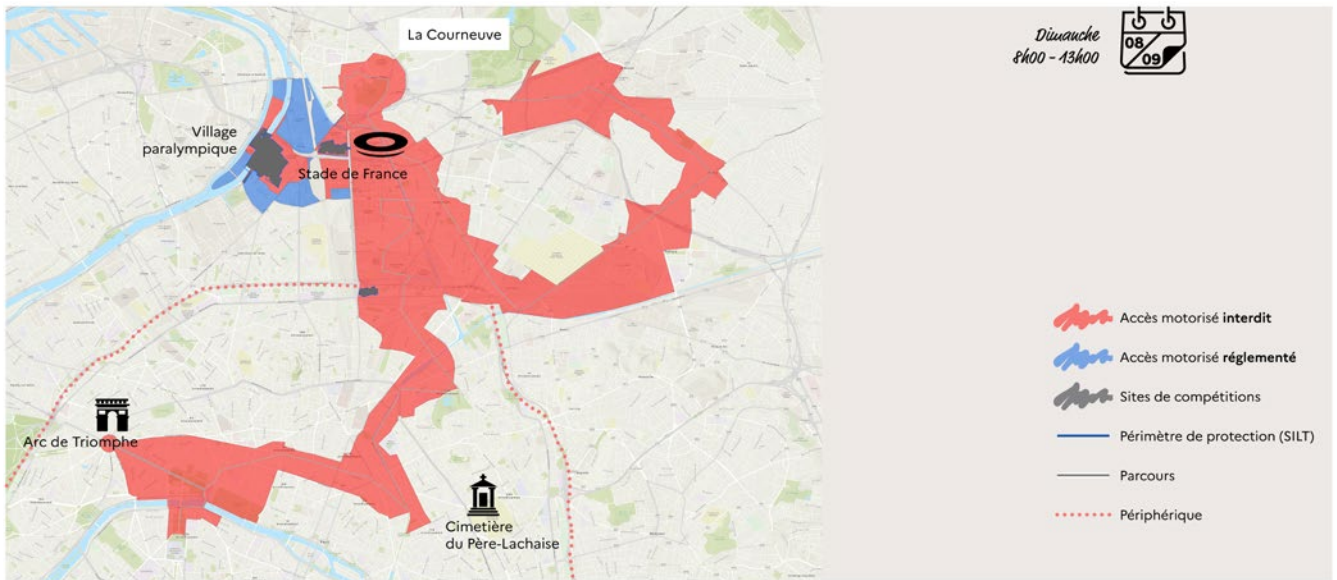 La Courneuve
Dimanche
8h00 - 13h00
08
09
Village
paralympique
Stade de France
Arc de Triomphe
Cimetière
du Père-Lachaise
Accès motorisé interdit
Accès motorisé réglementé
Sites de compétitions
Périmètre de protection (SILT)
Parcours
Périphérique